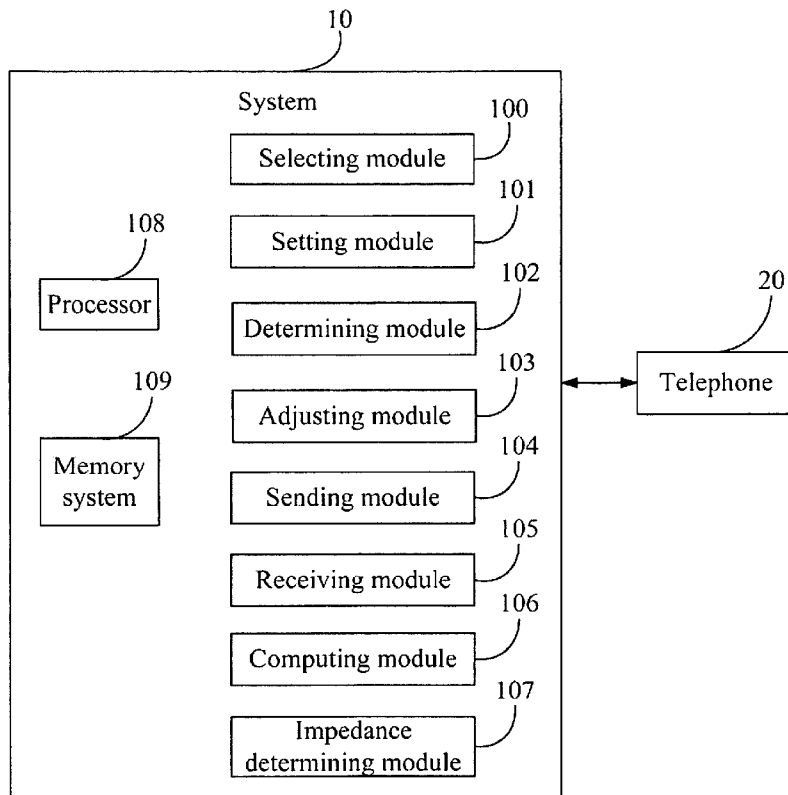 10
System
100
Selecting module
101
Setting module
108
Processor
102
Determining module
20
Telephone
103
Adjusting module
109
Memory
system
104
Sending module
105
Receiving module
106
Computing module
107
Impedance
determining module